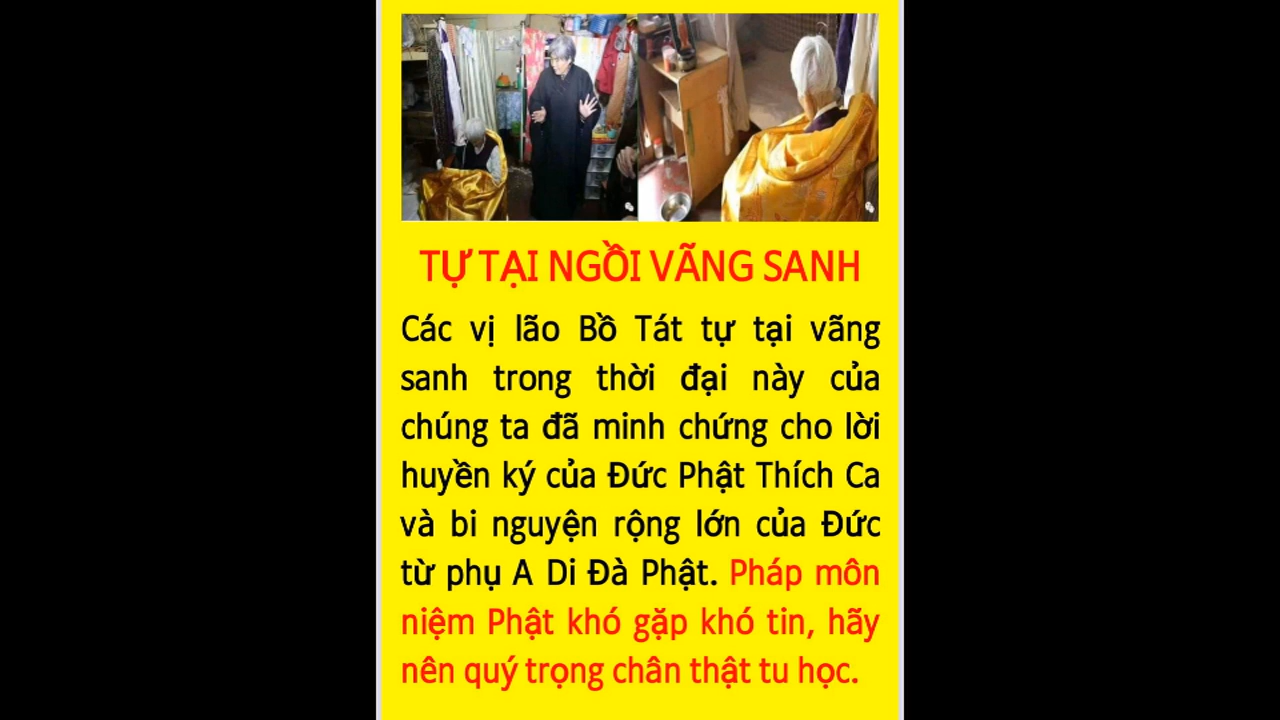 TỰ TẠI NGỒI VÃNG SANH
Các vị lão Bồ Tát tự tại vãng
sanh trong thời đại này của
chúng ta đã minh chứng cho lời
huyền ký của Đức Phật Thích Ca
và bi nguyện rộng lớn của Đức
từ phụ A Di Đà Phật. Pháp môn
niệm Phật khó gặp khó tin, hãy
nên quý trọng chân thật tu học.